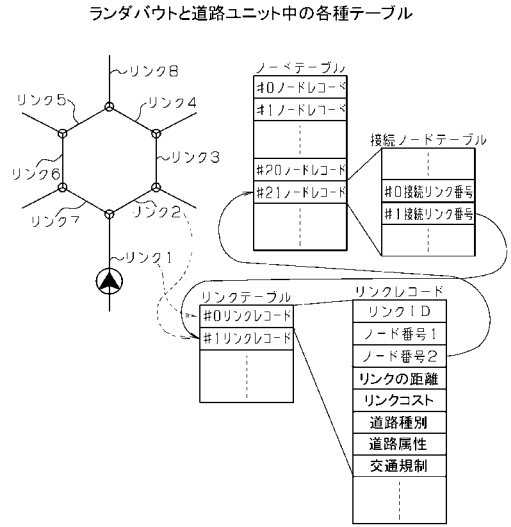 ランダバウトと道路ユニット中の各種テーブル
リンク8
リンク5
リンク4
リンク3
リンク6
リンク7
リンク2
リンク1
ノードテーブル
#0ノードレコード
#1ノードレコード
#20ノードレコード
#21ノードレコード
接続ノードテーブル
#0接続リンク番号
#1接続リンク番号
リンクテーブル
#0リンクレコード
#1リンクレコード
リンクレコード
リンクID
ノード番号1
ノード番号2
リンクの距離
リンクコスト
道路種別
道路属性
交通規制